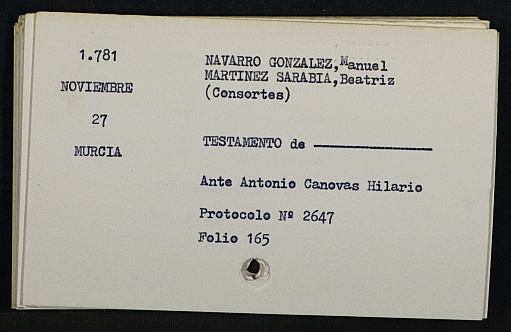 1.781
NOVIEMBRE
27
MURCIA
NAVARRO GONZALEZ,Manuel
MARTINEZ SARABIA,Beatriz
(Consortes)
TESTAMENTO de
Ante Antonio Canovas Hilario
Protocolo Nº 2647
Folio 165